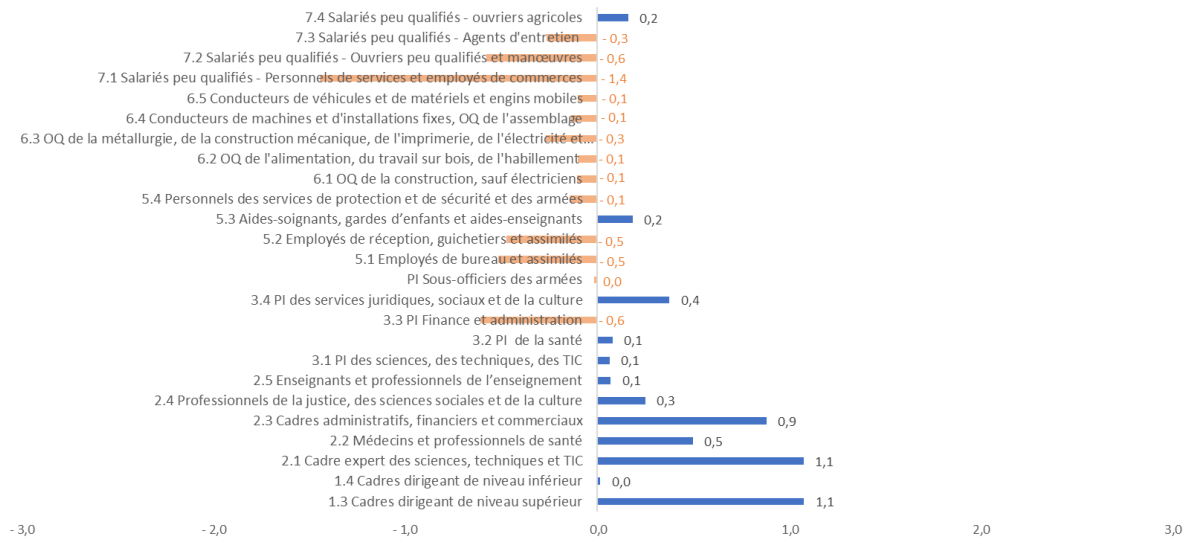 7.4 Salariés peu qualifiés - ouvriers agricoles 0,2
7.3 Salariés peu qualifiés - Agents d'entretien - 0,3
7.2 Salariés peu qualifiés - Ouvriers peu qualifiés et manœuvres - 0,6
7.1 Salariés peu qualifiés - Personnels de services et employés de commerces - 1,4
6.5 Conducteurs de véhicules et de matériels et engins mobiles - 0,1
6.4 Conducteurs de machines et d'installations fixes, OQ de l'assemblage - 0,1
6.3 OQ de la métallurgie, de la construction mécanique, de l'imprimerie, de l'électricité et... - 0,3
6.2 OQ de l'alimentation, du travail sur bois, de l'habillement - 0,1
6.1 OQ de la construction, sauf électriciens - 0,1
5.4 Personnels des services de protection et de sécurité et des armées - 0,1
5.3 Aides-soignants, gardes d’enfants et aides-enseignants 0,2
5.2 Employés de réception, guichetiers et assimilés - 0,5
5.1 Employés de bureau et assimilés - 0,5
PI Sous-officiers des armées 0,0
3.4 PI des services juridiques, sociaux et de la culture 0,4
3.3 PI Finance et administration - 0,6
3.2 PI  de la santé 0,1
3.1 PI des sciences, des techniques, des TIC 0,1
2.5 Enseignants et professionnels de l’enseignement 0,1
2.4 Professionnels de la justice, des sciences sociales et de la culture 0,3
2.3 Cadres administratifs, financiers et commerciaux 0,9
2.2 Médecins et professionnels de santé 0,5
2.1 Cadre expert des sciences, techniques et TIC 1,1
1.4 Cadres dirigeant de niveau inférieur 0,0
1.3 Cadres dirigeant de niveau supérieur 1,1
- 3,0 - 2,0 - 1,0 0,0 1,0 2,0 3,0